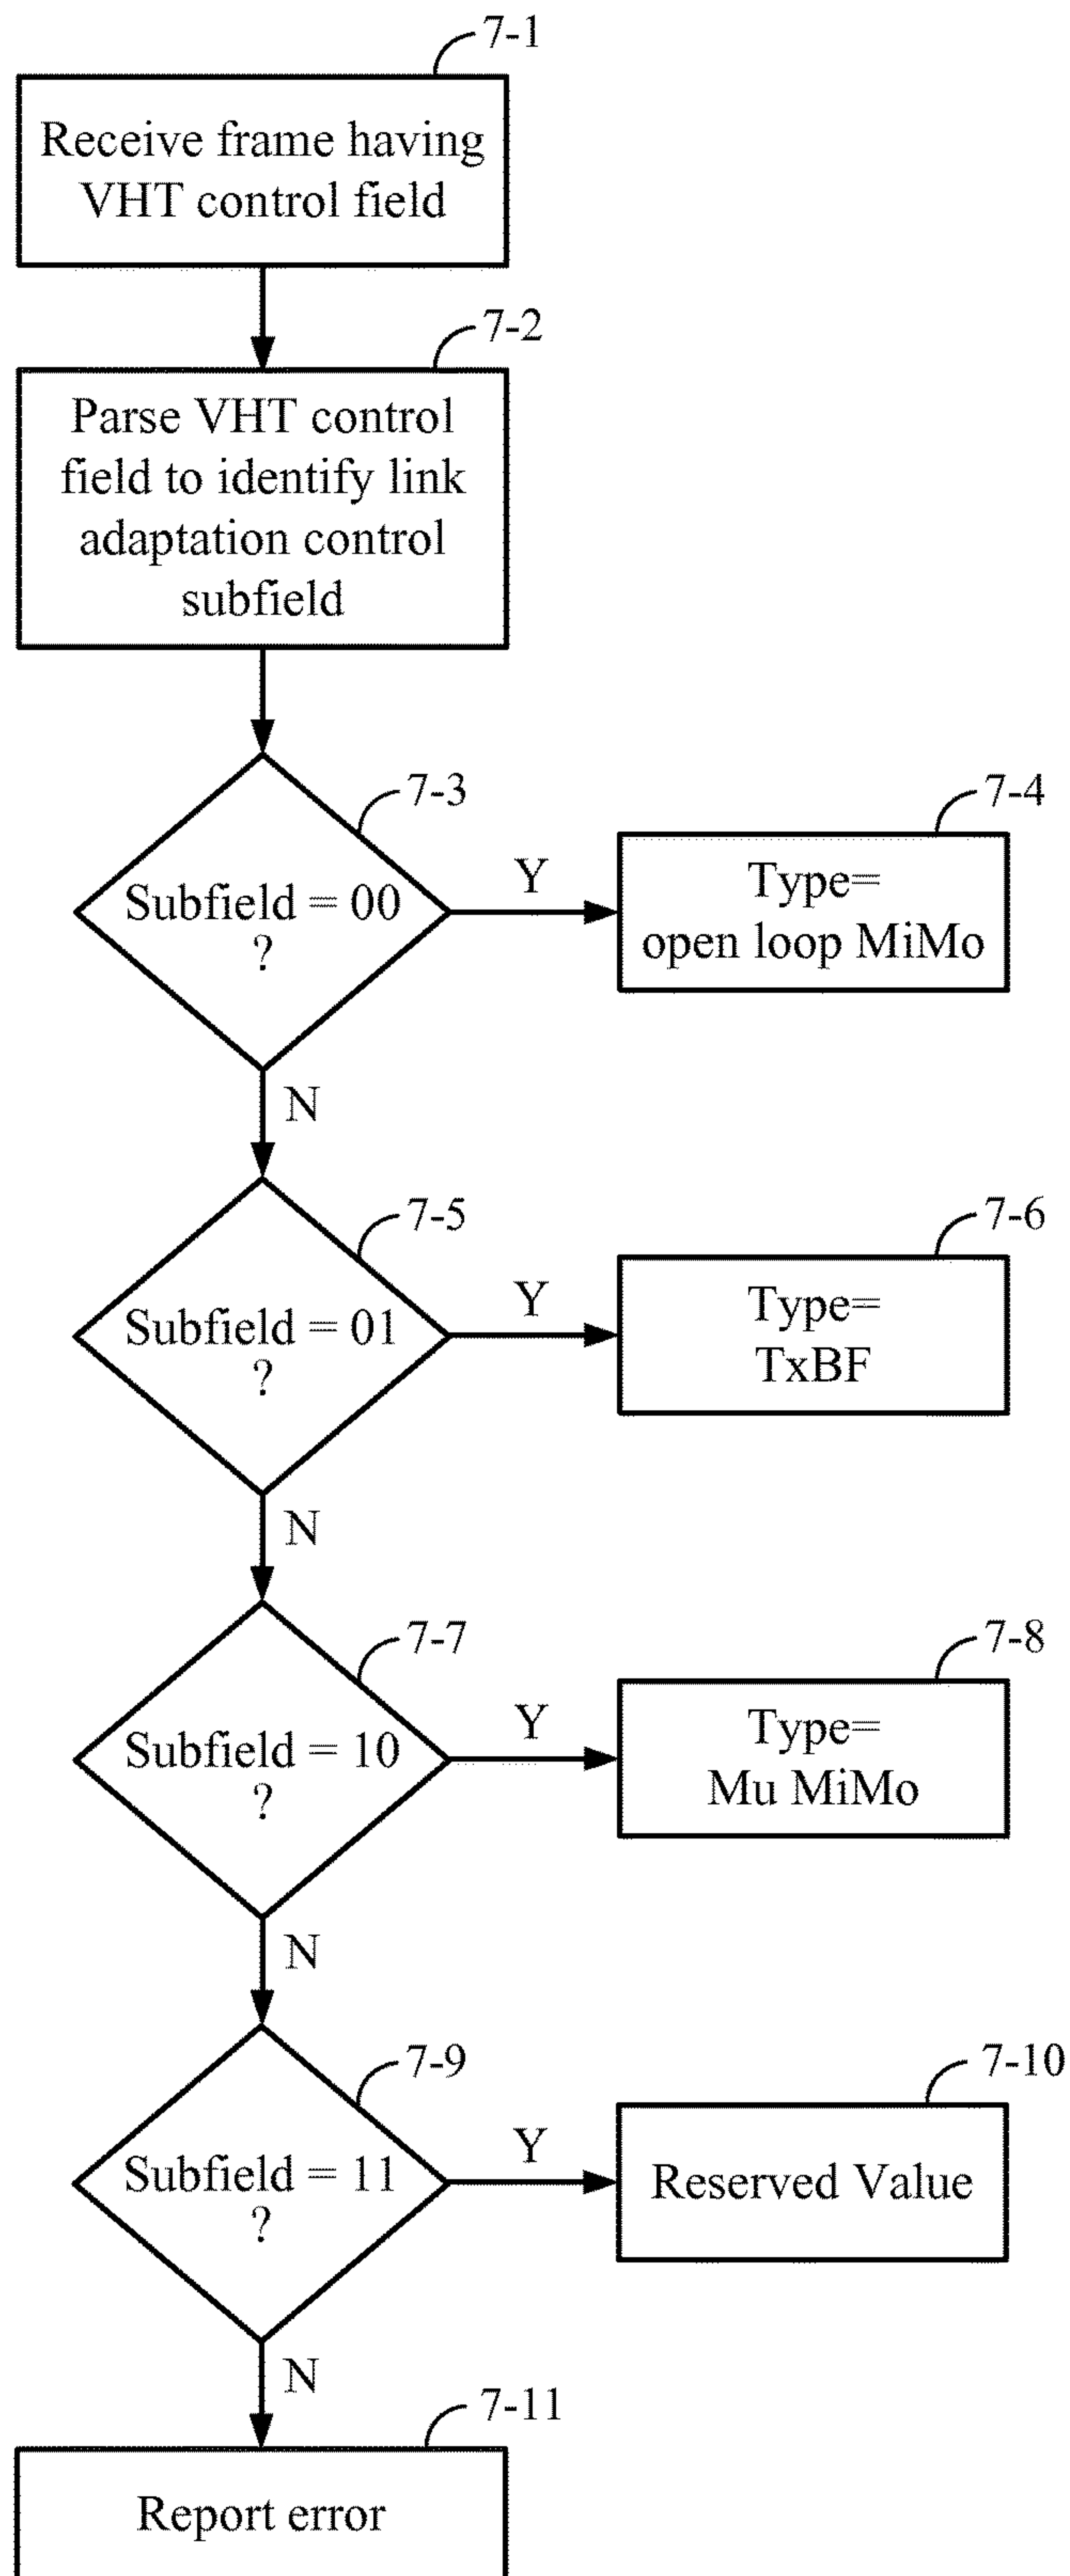 7-1
Receive frame having
VHT control field
7-2
Parse VHT control
field to identify link
adaptation control
subfield
7-3
Subfield = 00
?
Y
7-4
Type=
open loop MiMo
N
7-5
Subfield = 01
?
Y
7-6
Type=
TxBF
N
7-7
Subfield = 10
?
Y
7-8
Type=
Mu MiMo
N
7-9
Subfield = 11
?
Y
7-10
Reserved Value
N
7-11
Report error